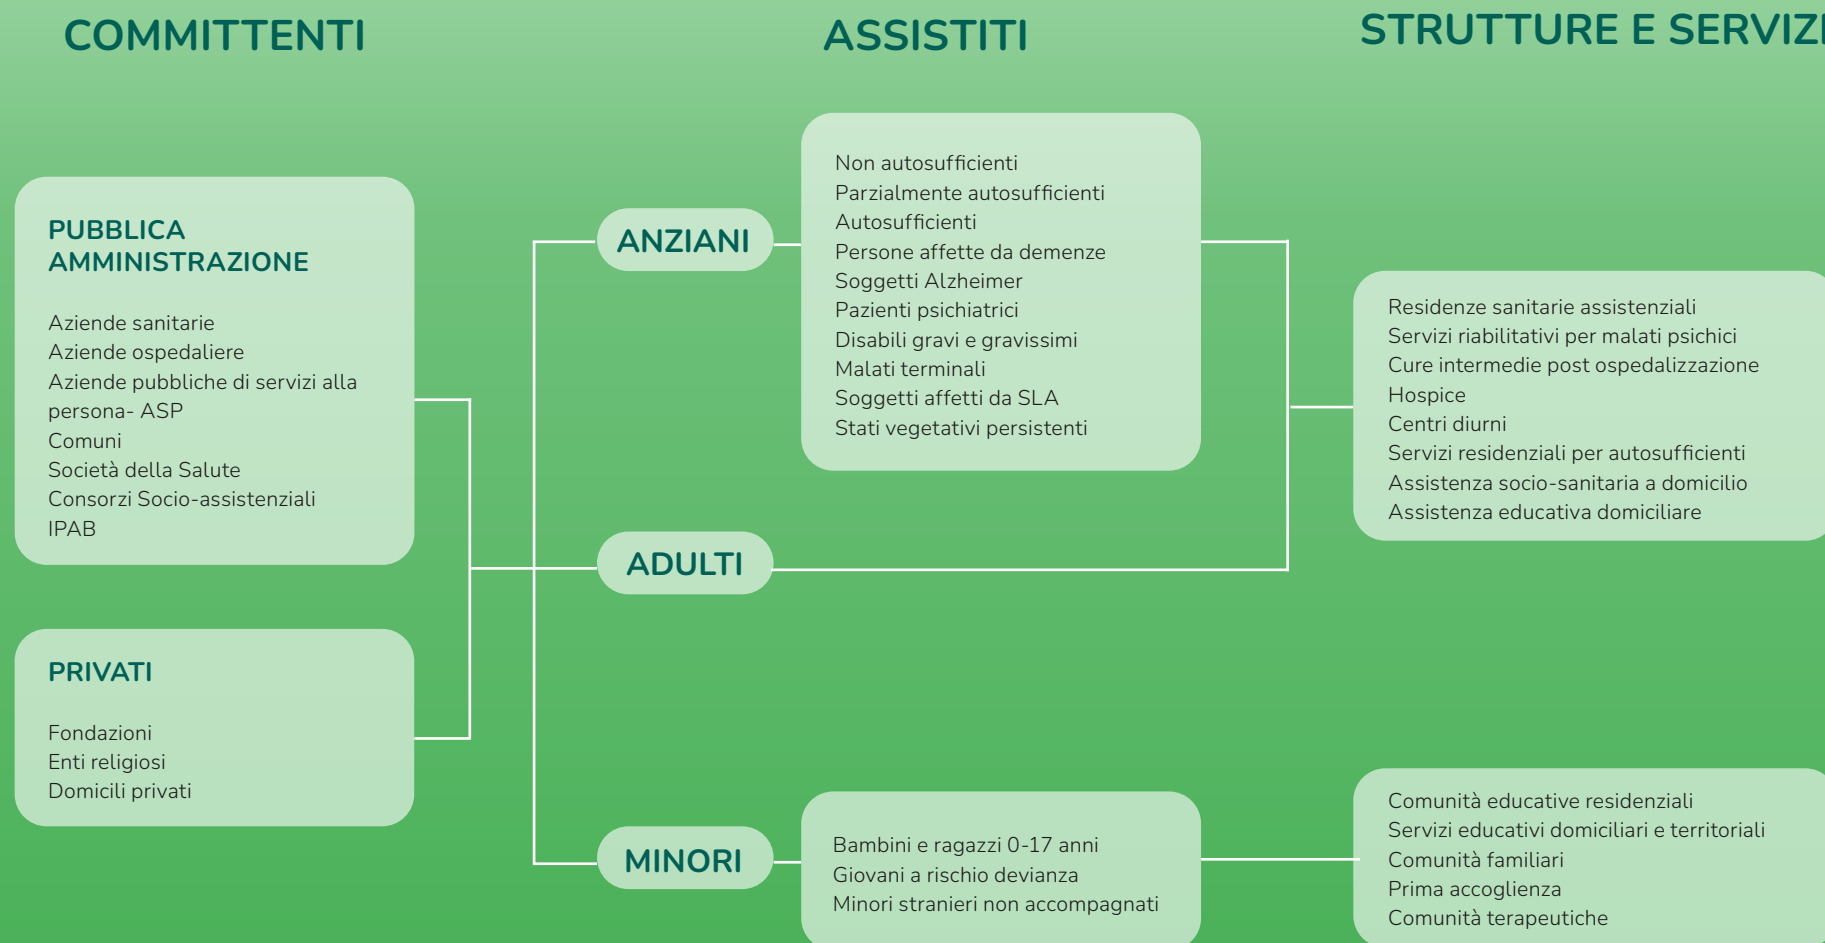 COMMITTENTI
ASSISTITI
STRUTTURE E SERVIZI
PUBBLICA
AMMINISTRAZIONE
Aziende sanitarie
Aziende ospedaliere
Aziende pubbliche di servizi alla
persona- ASP
Comuni
Società della Salute
Consorzi Socio-assistenziali
IPAB
PRIVATI
Fondazioni
Enti religiosi
Domicili privati
ANZIANI
Non autosufficienti
Parzialmente autosufficienti
Autosufficienti
Persone affette da demenze
Soggetti Alzheimer
Pazienti psichiatrici
Disabili gravi e gravissimi
Malati terminali
Soggetti affetti da SLA
Stati vegetativi persistenti
ADULTI
Residenze sanitarie assistenziali
Servizi riabilitativi per malati psichici
Cure intermedie post ospedalizzazione
Hospice
Centri diurni
Servizi residenziali per autosufficienti
Assistenza socio-sanitaria a domicilio
Assistenza educativa domiciliare
MINORI
Bambini e ragazzi 0-17 anni
Giovani a rischio devianza
Minori stranieri non accompagnati
Comunità educative residenziali
Servizi educativi domiciliari e territoriali
Comunità familiari
Prima accoglienza
Comunità terapeutiche